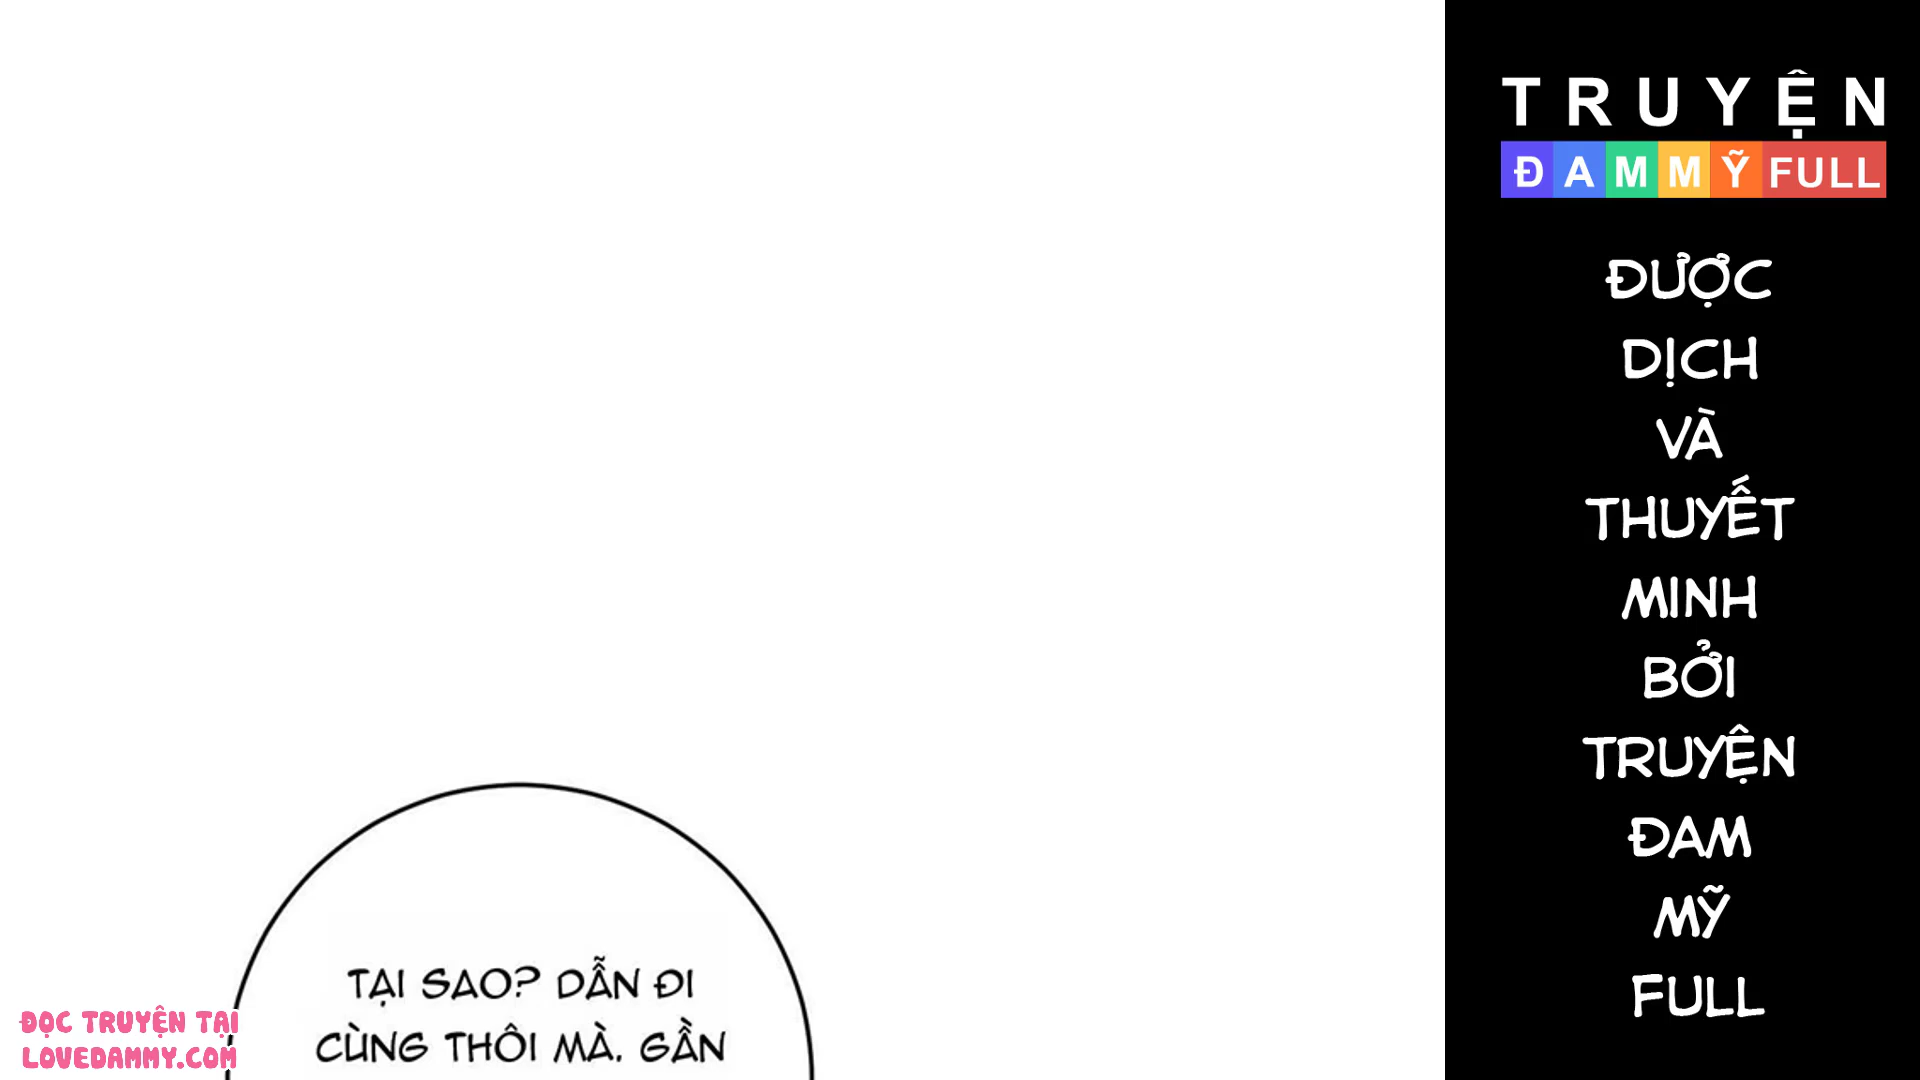 TRUYỆN
ĐAMMỸFULL
ĐƯỢC
DỊCH
VÀ
THUYẾT
MINH
BỞI
TRUYỆN
ĐAM
MỸ
FULL
TẠI SAO? DẪN ĐI
CÙNG THÔI MÀ. GẦN
ĐỌC TRUYỆN TẠI
LOVEDAMMY.COM